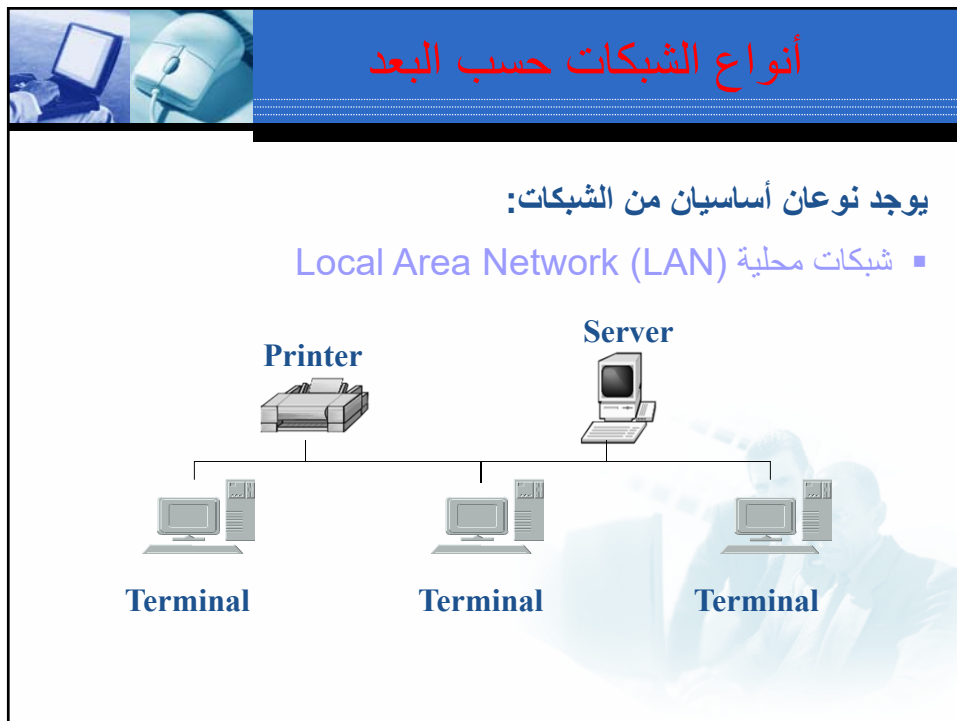 أنواع الشبكات حسب البعد
يوجد نوعان أساسيان من الشبكات:
▪ شبكات محلية Local Area Network (LAN)
Server
Printer
Terminal
Terminal
Terminal